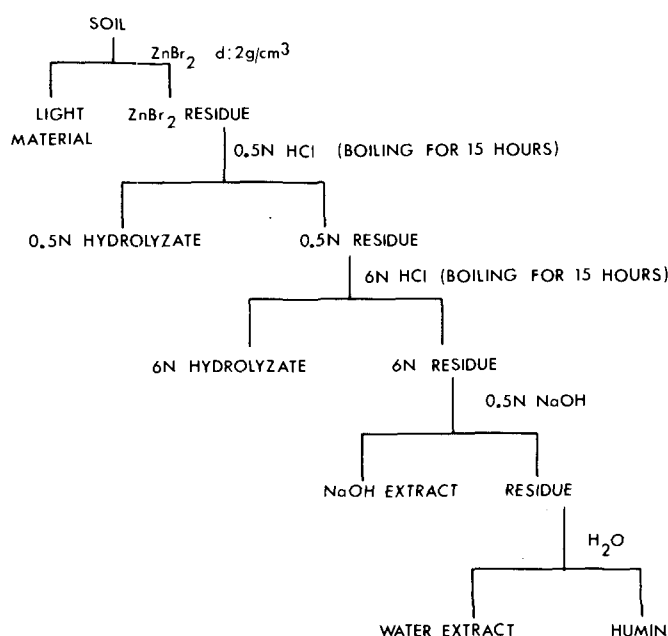 SOIL
ZnBr2 d:2g/cm3
LIGHT MATERIAL
ZnBr2 RESIDUE
0.5N HCl (BOILING FOR 15 HOURS)
0.5N HYDROLYZATE
0.5N RESIDUE
6N HCl (BOILING FOR 15 HOURS)
6N HYDROLYZATE
6N RESIDUE
0.5N NaOH
NaOH EXTRACT
RESIDUE
H2O
WATER EXTRACT
HUMIN